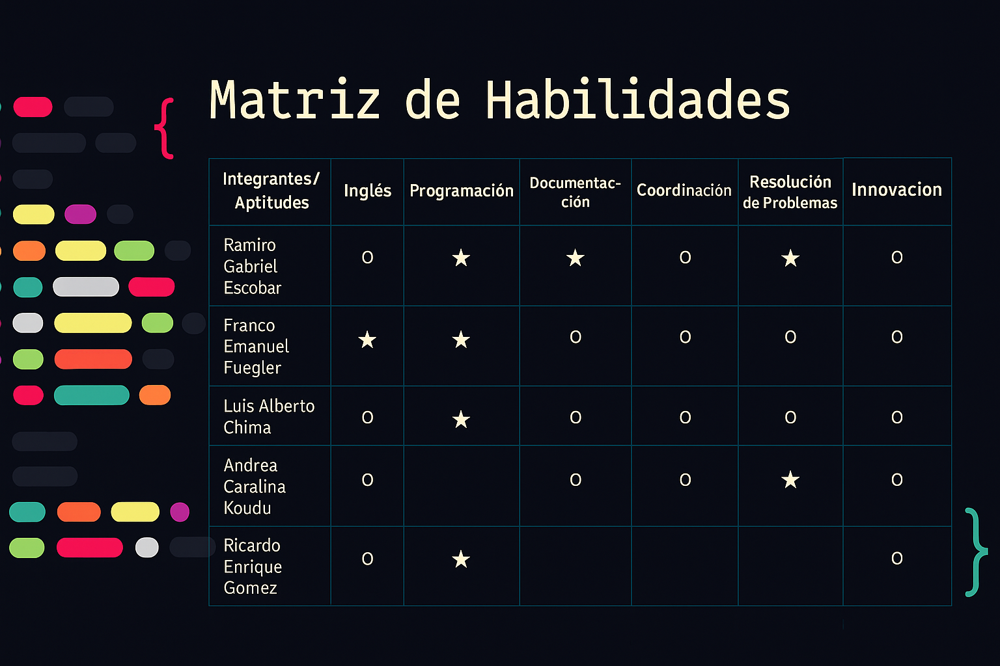 Matriz de Habilidades
Integrantes/
Aptitudes
Inglés
Programación
Documentac-
ción
Coordinación
Resolución
de Problemas
Innovacion
Ramiro
Gabriel
Escobar
O ★ ★ O ★ O
Franco
Emanuel
Fuegler
★ ★ O O O O
Luis Alberto
Chima
O ★ O O O O
Andrea
Caralina
Koudu
O O O ★ O
Ricardo
Enrique
Gomez
O ★ O